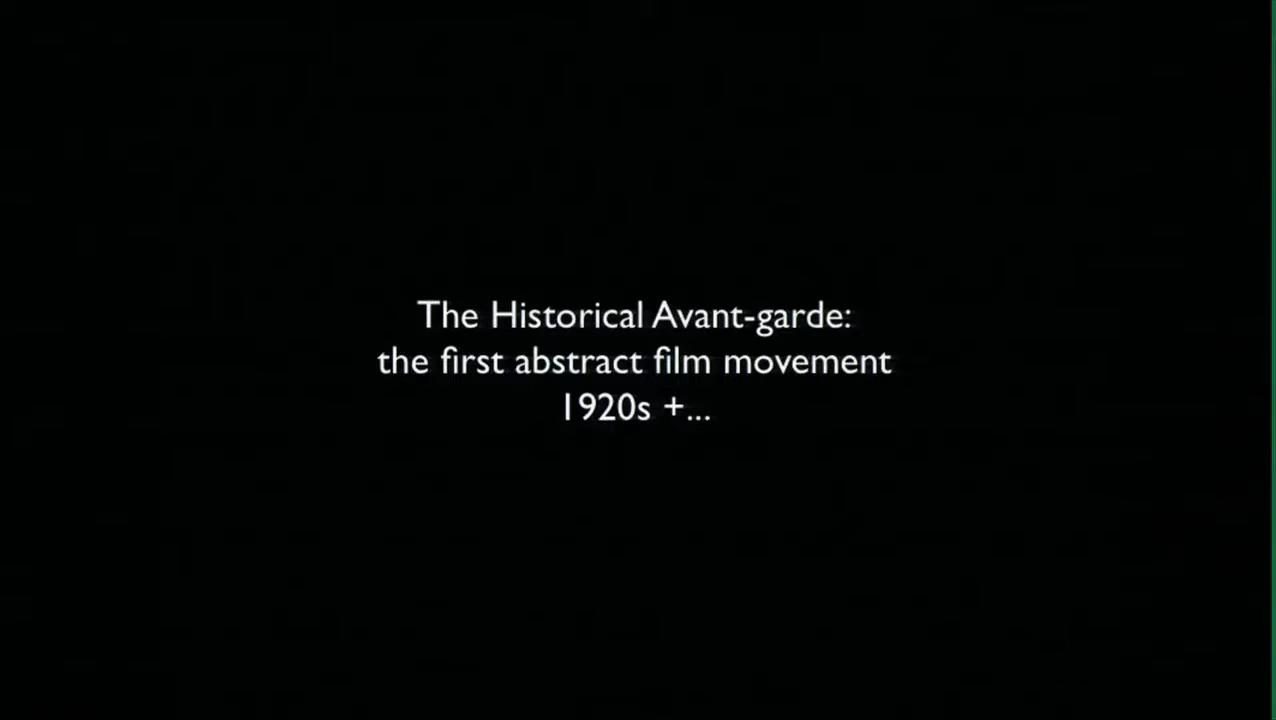 The Historical Avant-garde:
the first abstract film movement
1920s +...